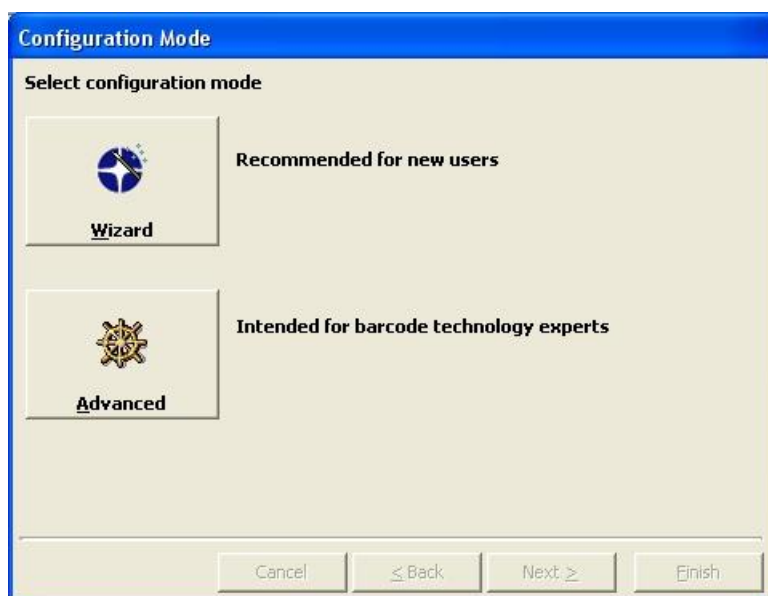 Configuration Mode
Select configuration mode
Recommended for new users
Wizard
Intended for barcode technology experts
Advanced
Cancel < Back Next > Finish